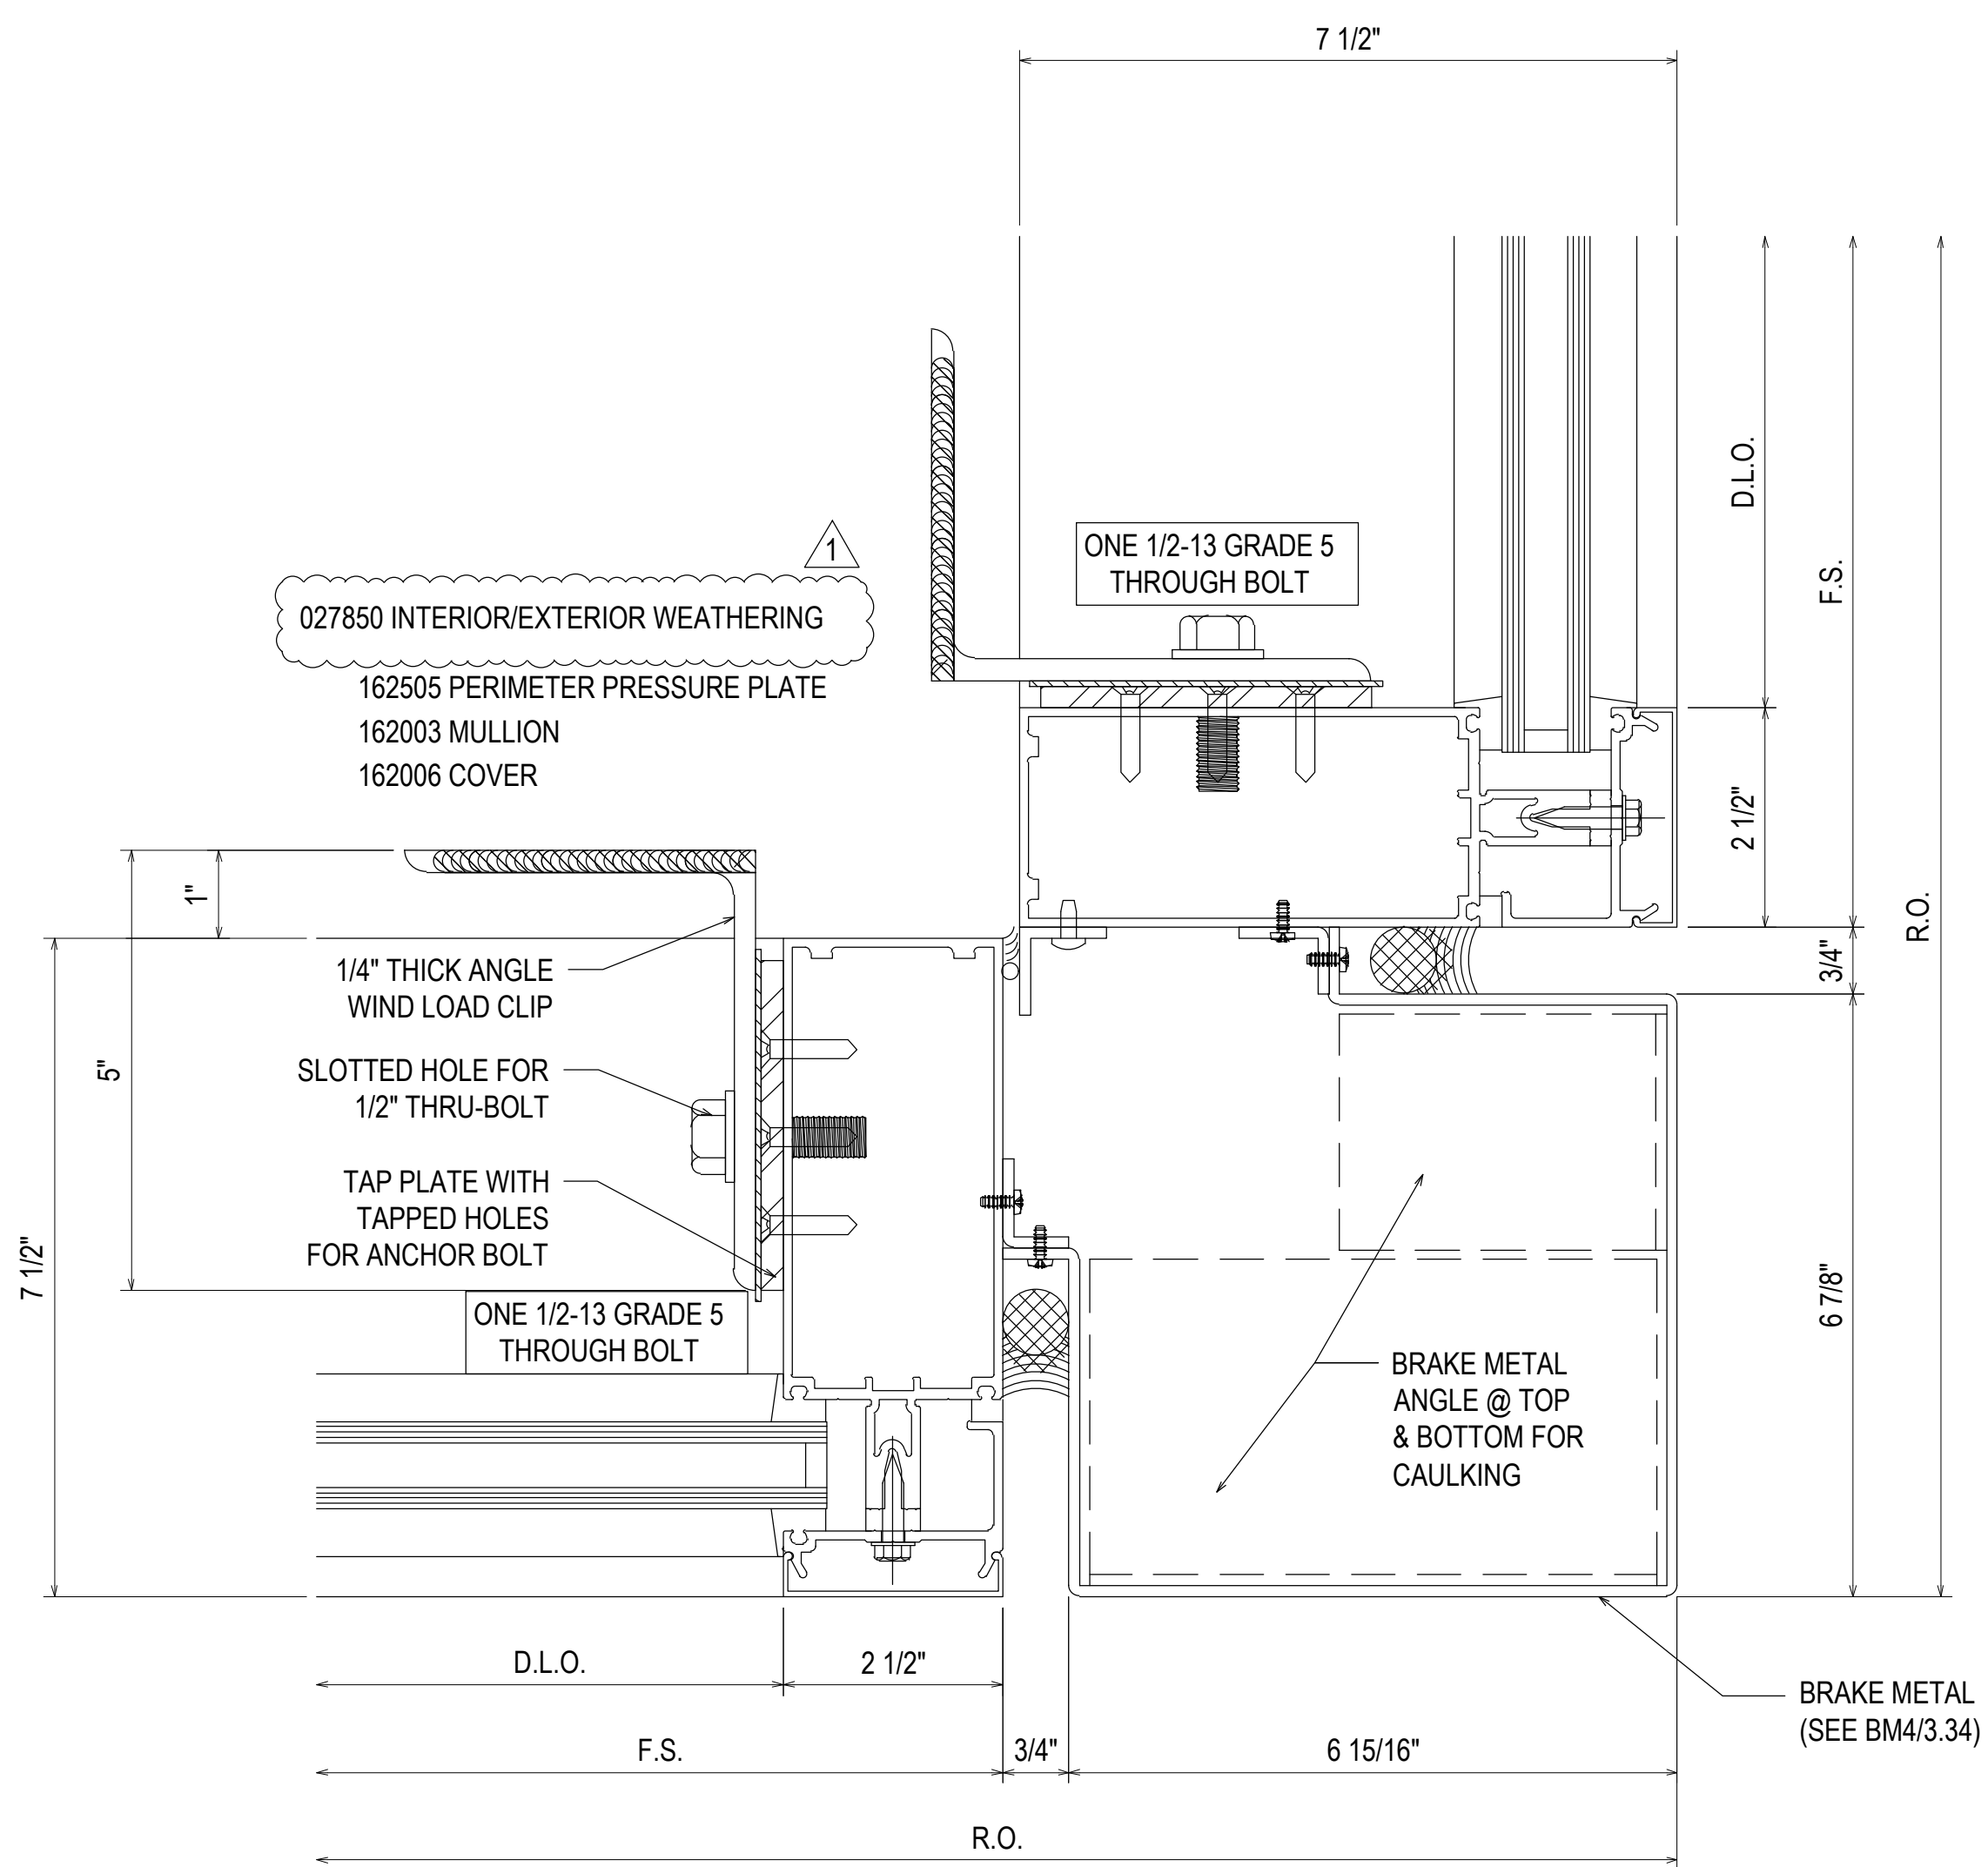 7 1/2"
D.L.O.
F.S.
R.O.
ONE 1/2-13 GRADE 5
THROUGH BOLT
1
027850 INTERIOR/EXTERIOR WEATHERING
162505 PERIMETER PRESSURE PLATE
162003 MULLION
162006 COVER
2 1/2"
1"
5"
7 1/2"
1/4" THICK ANGLE
WIND LOAD CLIP
SLOTTED HOLE FOR
1/2" THRU-BOLT
TAP PLATE WITH
TAPPED HOLES
FOR ANCHOR BOLT
ONE 1/2-13 GRADE 5
THROUGH BOLT
3/4"
6 7/8"
BRAKE METAL
ANGLE @ TOP
& BOTTOM FOR
CAULKING
D.L.O.
2 1/2"
BRAKE METAL
(SEE BM4/3.34)
F.S.
3/4"
6 15/16"
R.O.